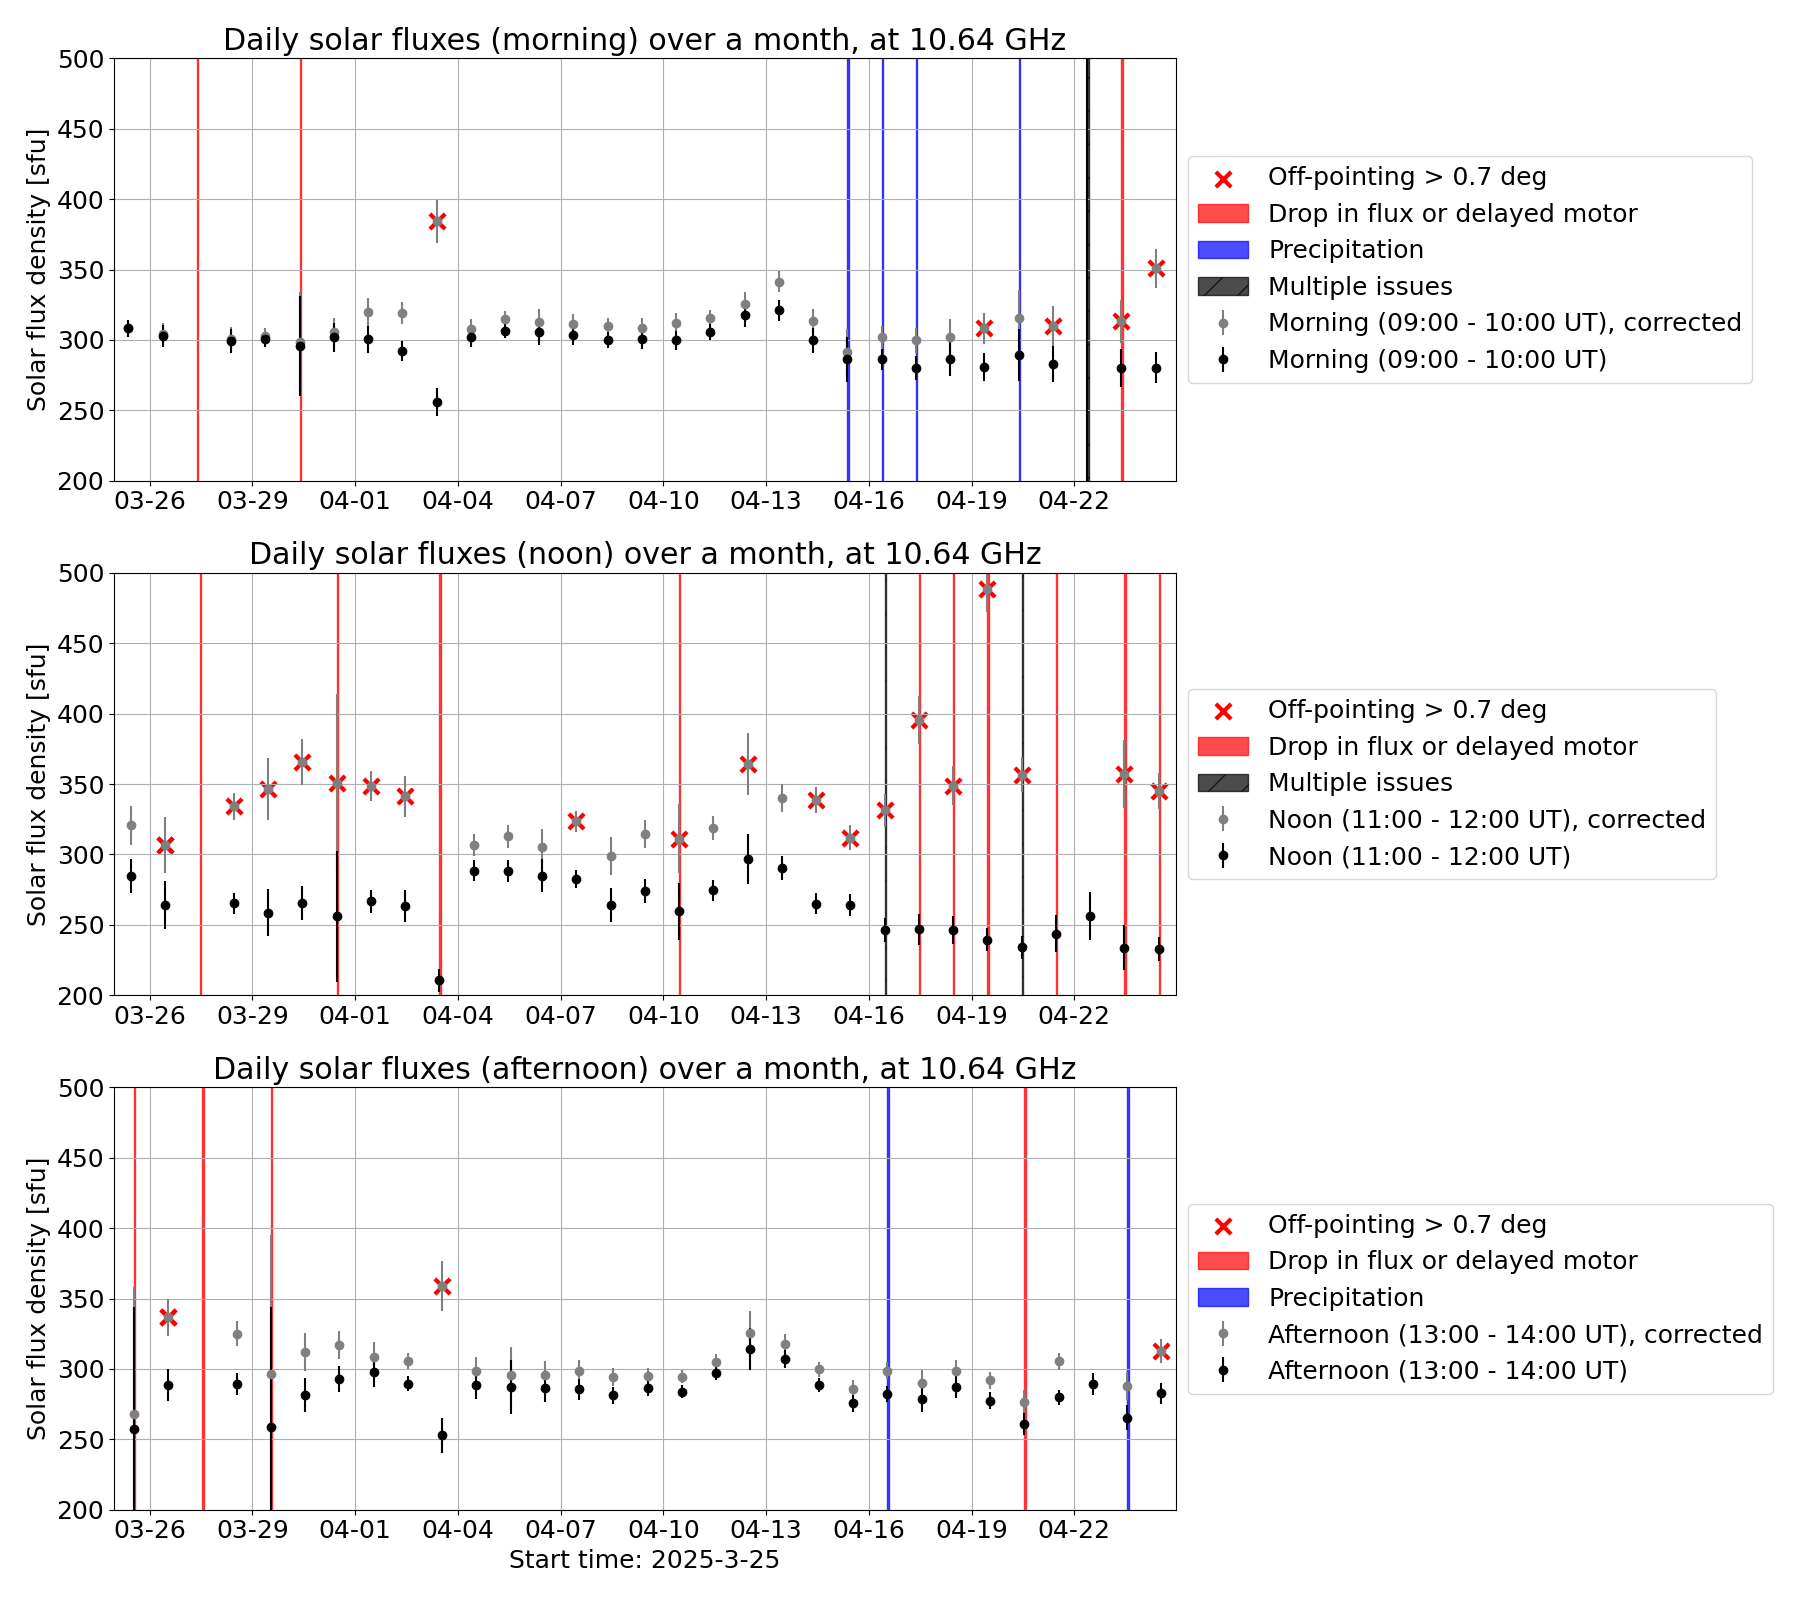 Daily solar fluxes (morning) over a month, at 10.64 GHz
Solar flux density [sfu]
500
450
400
350
300
250
200
03-26 03-29 04-01 04-04 04-07 04-10 04-13 04-16 04-19 04-22
Off-pointing > 0.7 deg
Drop in flux or delayed motor
Precipitation
Multiple issues
Morning (09:00 - 10:00 UT), corrected
Morning (09:00 - 10:00 UT)
Daily solar fluxes (noon) over a month, at 10.64 GHz
Solar flux density [sfu]
500
450
400
350
300
250
200
03-26 03-29 04-01 04-04 04-07 04-10 04-13 04-16 04-19 04-22
Off-pointing > 0.7 deg
Drop in flux or delayed motor
Multiple issues
Noon (11:00 - 12:00 UT), corrected
Noon (11:00 - 12:00 UT)
Daily solar fluxes (afternoon) over a month, at 10.64 GHz
Solar flux density [sfu]
500
450
400
350
300
250
200
03-26 03-29 04-01 04-04 04-07 04-10 04-13 04-16 04-19 04-22
Start time: 2025-3-25
Off-pointing > 0.7 deg
Drop in flux or delayed motor
Precipitation
Afternoon (13:00 - 14:00 UT), corrected
Afternoon (13:00 - 14:00 UT)